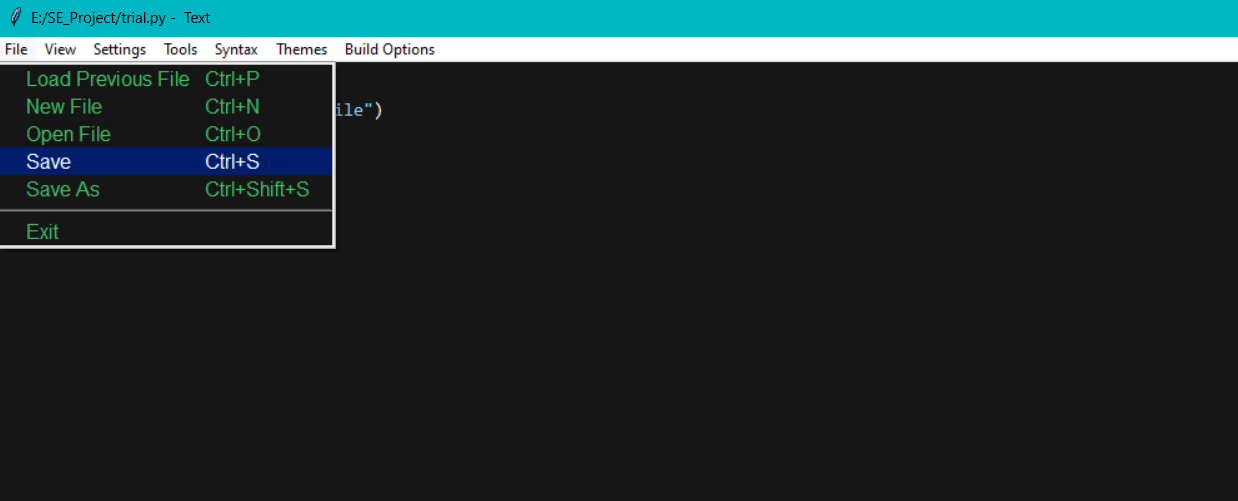 E:/SE_Project/trial.py - Text
File View Settings Tools Syntax Themes Build Options
Load Previous File Ctrl+P
New File Ctrl+N
ile")
Open File Ctrl+O
Save Ctrl+S
Save As Ctrl+Shift+S
Exit